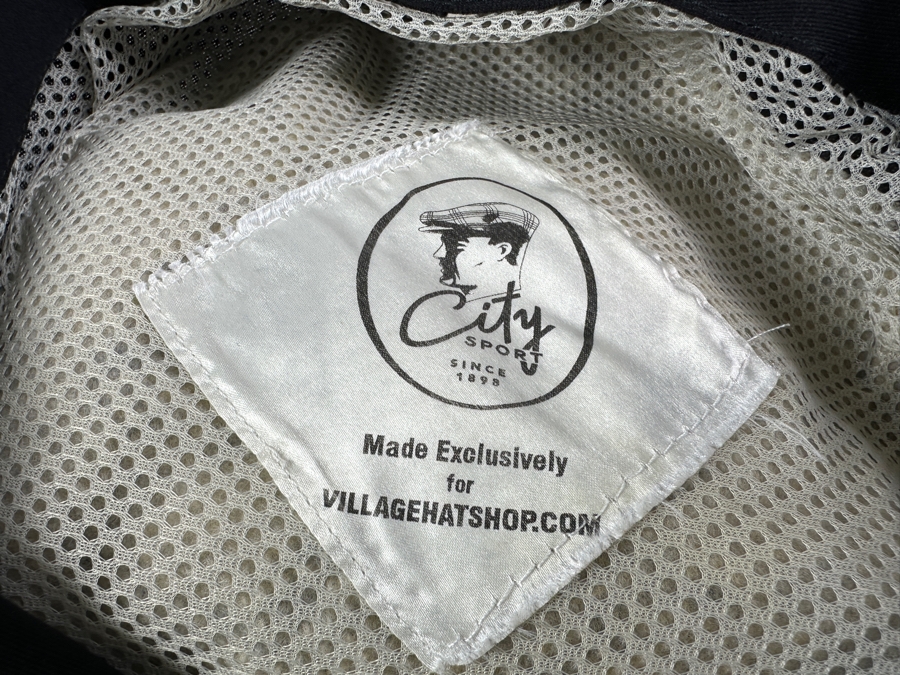 City
SPORT
SINCE
1898
Made Exclusively
for
VILLAGEHATSHOP.COM